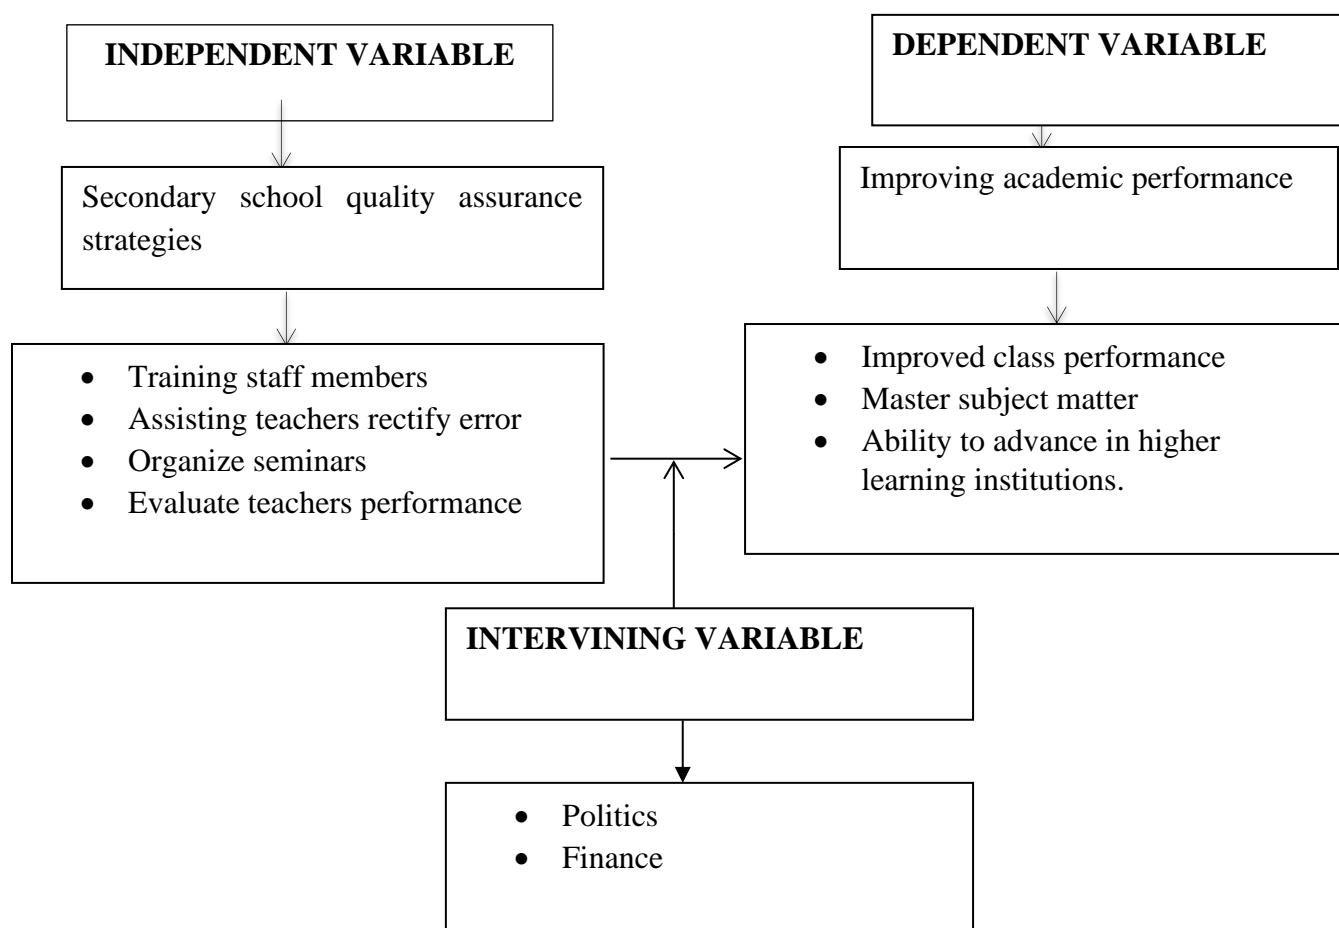 INDEPENDENT VARIABLE
Secondary school quality assurance
strategies
• Training staff members
• Assisting teachers rectify error
• Organize seminars
• Evaluate teachers performance
DEPENDENT VARIABLE
Improving academic performance
• Improved class performance
• Master subject matter
• Ability to advance in higher
learning institutions.
INTERVINING VARIABLE
• Politics
• Finance